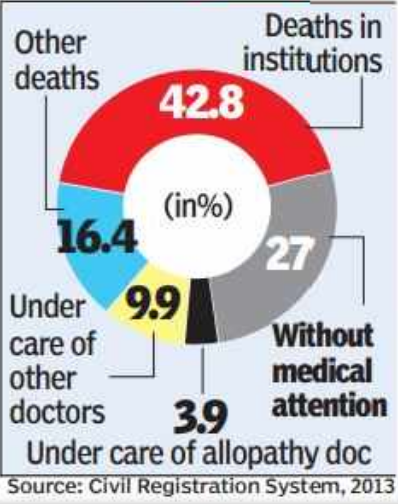 Other
deaths
Deaths in
institutions
42.8
(in%)
16.4
27
Under
care of
other
doctors
9.9
Without
medical
attention
3.9
Under care of allopathy doc
Source: Civil Registration System, 2013